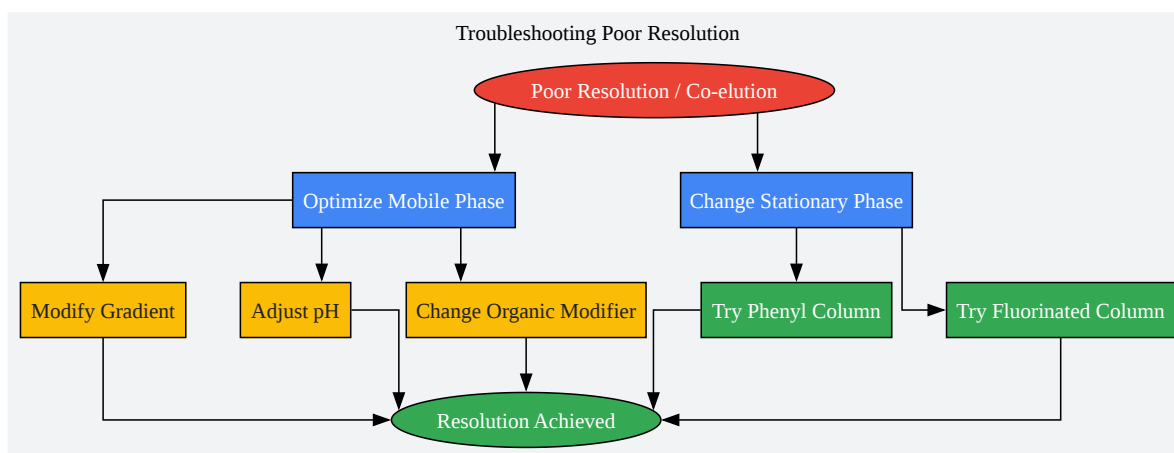 Troubleshooting Poor Resolution
Poor Resolution / Co-elution
Optimize Mobile Phase
Change Stationary Phase
Modify Gradient
Adjust pH
Change Organic Modifier
Try Phenyl Column
Try Fluorinated Column
Resolution Achieved